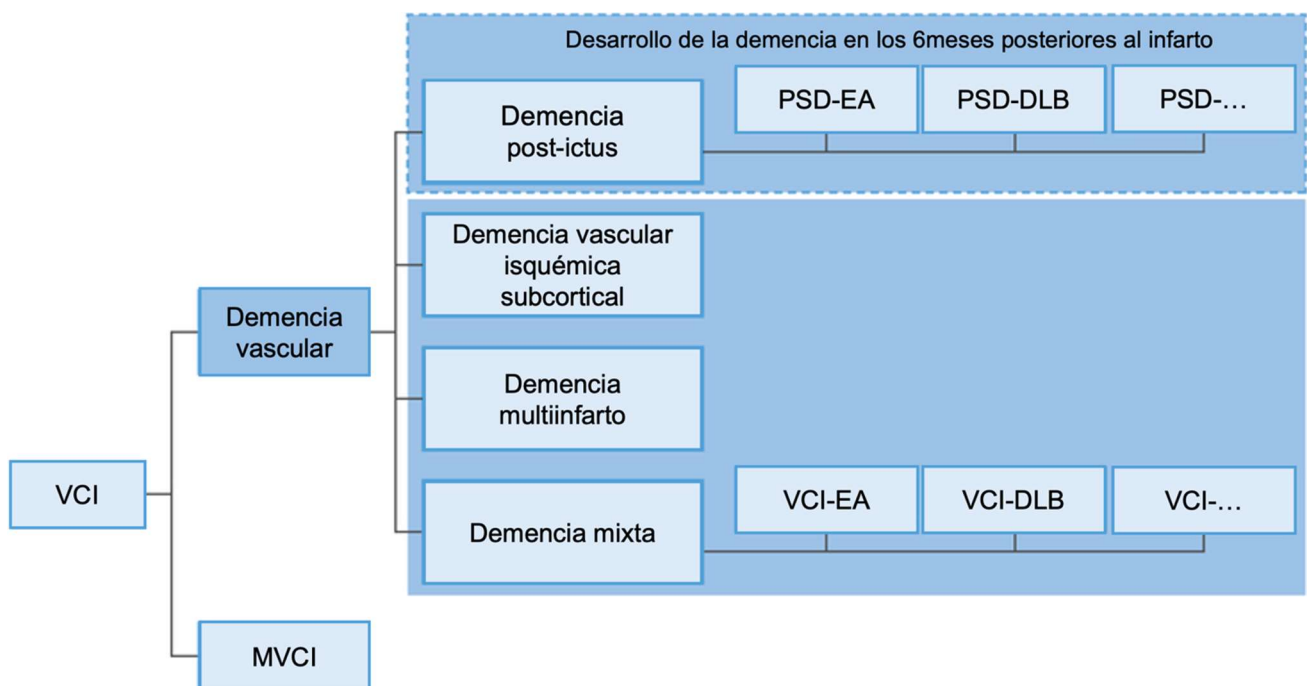 Desarrollo de la demencia en los 6meses posteriores al infarto
Demencia
post-ictus
PSD-EA
PSD-DLB
PSD-...
Demencia vascular
isquémica
subcortical
Demencia
vascular
Demencia
multiinfarto
VCI
Demencia mixta
VCI-EA
VCI-DLB
VCI-...
MVCI